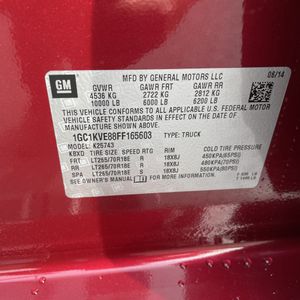 MFD BY GENERAL MOTORS LLC
08/14
GM GVWR GAWR FRT GAWR RR
4536 KG 2722 KG 2812 KG
10000 LB 6000 LB 6200 LB
THIS VEHICLE CONFORMS TO ALL APPLICABLE U.S. FEDERAL MOTOR
VEHICLE SAFETY STANDARDS IN EFFECT ON THE DATE OF
MANUFACTURE SHOWN ABOVE.
1GC1KVE88FF165603 TYPE: TRUCK
MODEL: K25743
KBXD TIRE SIZE SPEED RTG RIM COLD TIRE PRESSURE
FRT LT265/70R18E R 18X8J 450KPA(65PSI)
RR LT265/70R18E R 18X8J 480KPA(70PSI)
SPA LT265/70R18E 18X8J 550KPA(80PSI)
SEE OWNER'S MANUAL